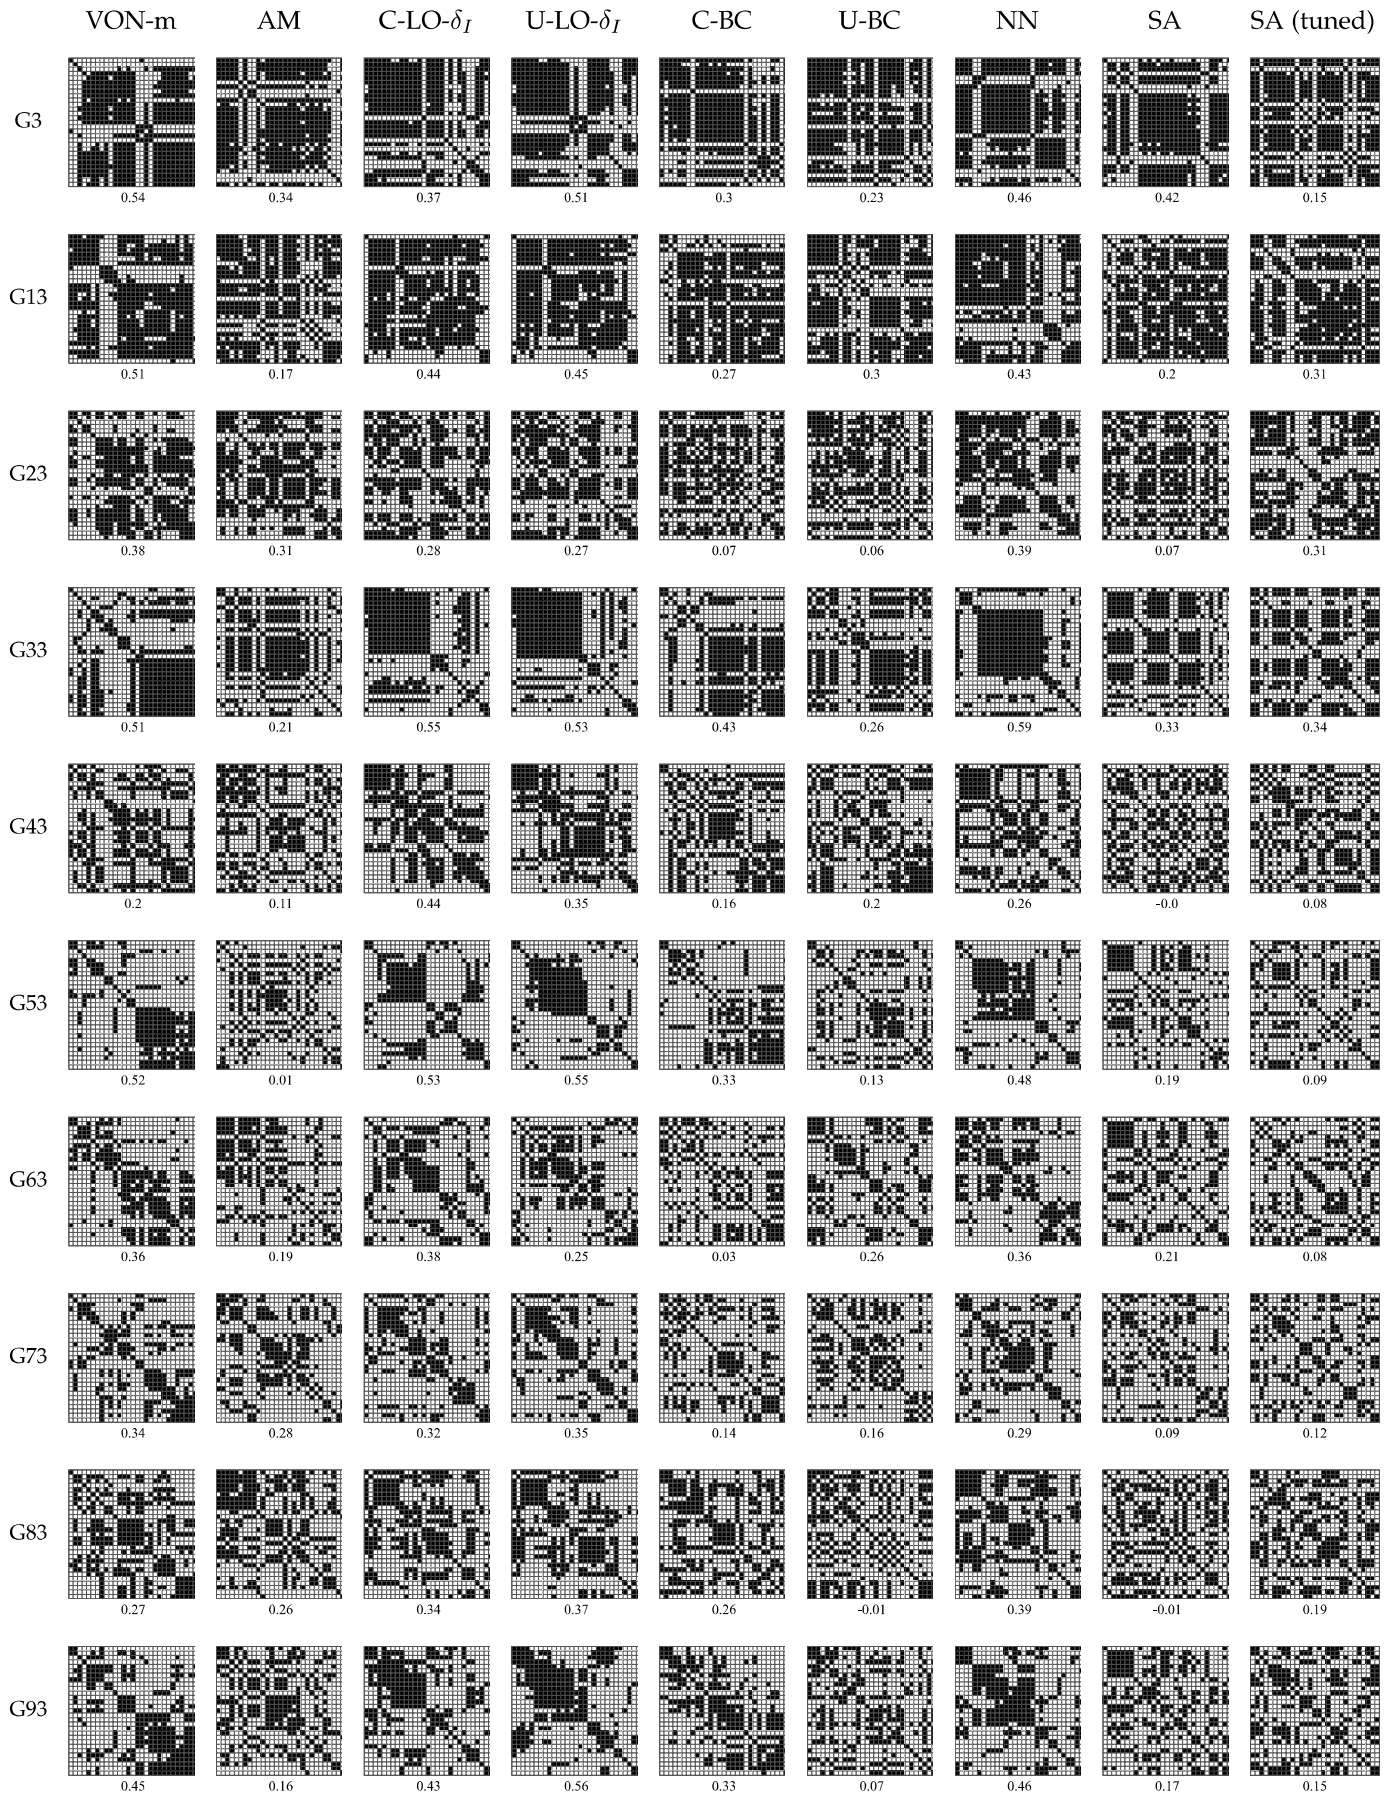 VON-m AM C-LO-δI U-LO-δI C-BC U-BC NN SA SA (tuned)
G3
0.54 0.34 0.37 0.51 0.3 0.23 0.46 0.42 0.15
G13
0.51 0.17 0.44 0.45 0.27 0.3 0.43 0.2 0.31
G23
0.38 0.31 0.28 0.27 0.07 0.06 0.39 0.07 0.31
G33
0.51 0.21 0.55 0.53 0.43 0.26 0.59 0.33 0.34
G43
0.2 0.11 0.44 0.35 0.16 0.2 0.26 -0.0 0.08
G53
0.52 0.01 0.53 0.55 0.33 0.13 0.48 0.19 0.09
G63
0.36 0.19 0.38 0.25 0.03 0.26 0.36 0.21 0.08
G73
0.34 0.28 0.32 0.35 0.14 0.16 0.29 0.09 0.12
G83
0.27 0.26 0.34 0.37 0.26 -0.01 0.39 -0.01 0.19
G93
0.45 0.16 0.43 0.56 0.33 0.07 0.46 0.17 0.15